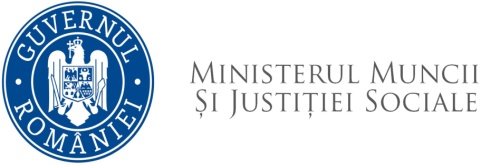 GUVERNUL
ROMÂNIEI
MINISTERUL MUNCII
ȘI JUSTIȚIEI SOCIALE